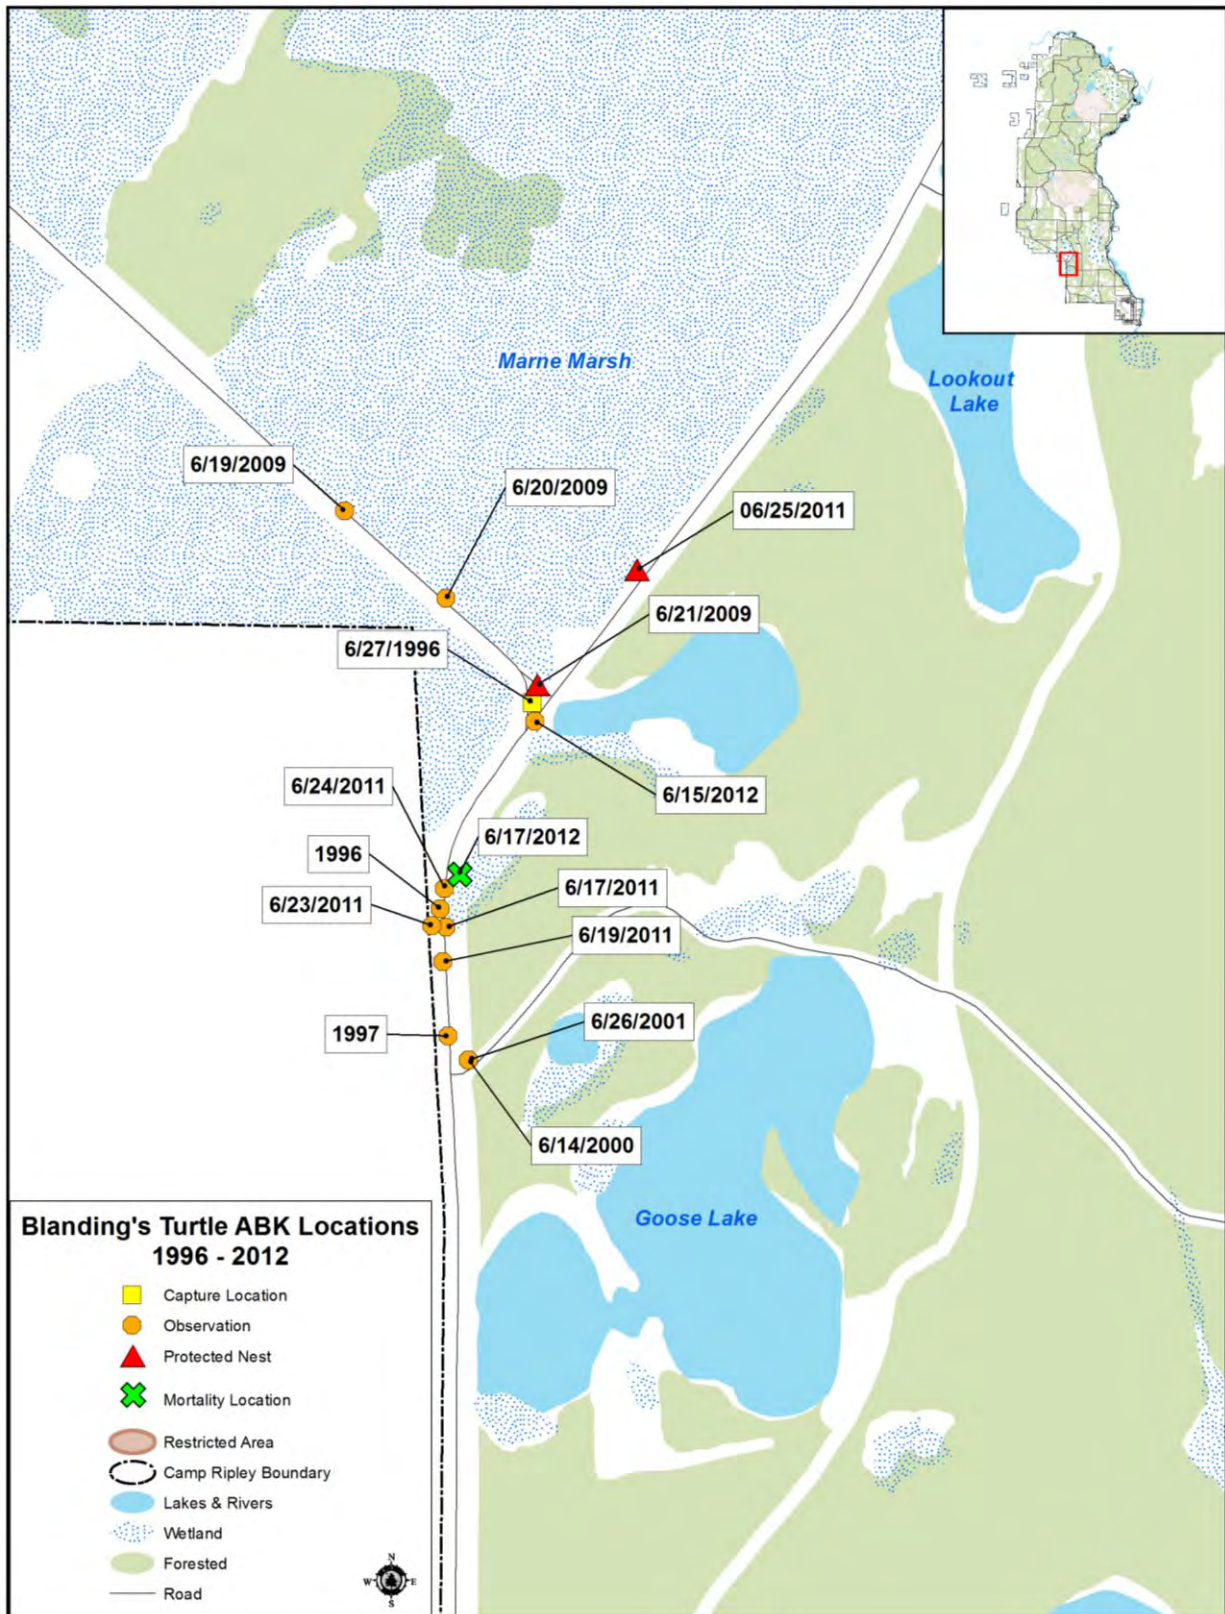 Marne Marsh
Lookout
Lake
6/19/2009
6/20/2009
06/25/2011
6/21/2009
6/27/1996
6/24/2011
6/15/2012
1996
6/17/2012
6/23/2011
6/17/2011
6/19/2011
1997
6/26/2001
6/14/2000
Goose Lake
Blanding's Turtle ABK Locations
1996 - 2012
Capture Location
Observation
Protected Nest
Mortality Location
Restricted Area
Camp Ripley Boundary
Lakes & Rivers
Wetland
Forested
Road
N
W E
S